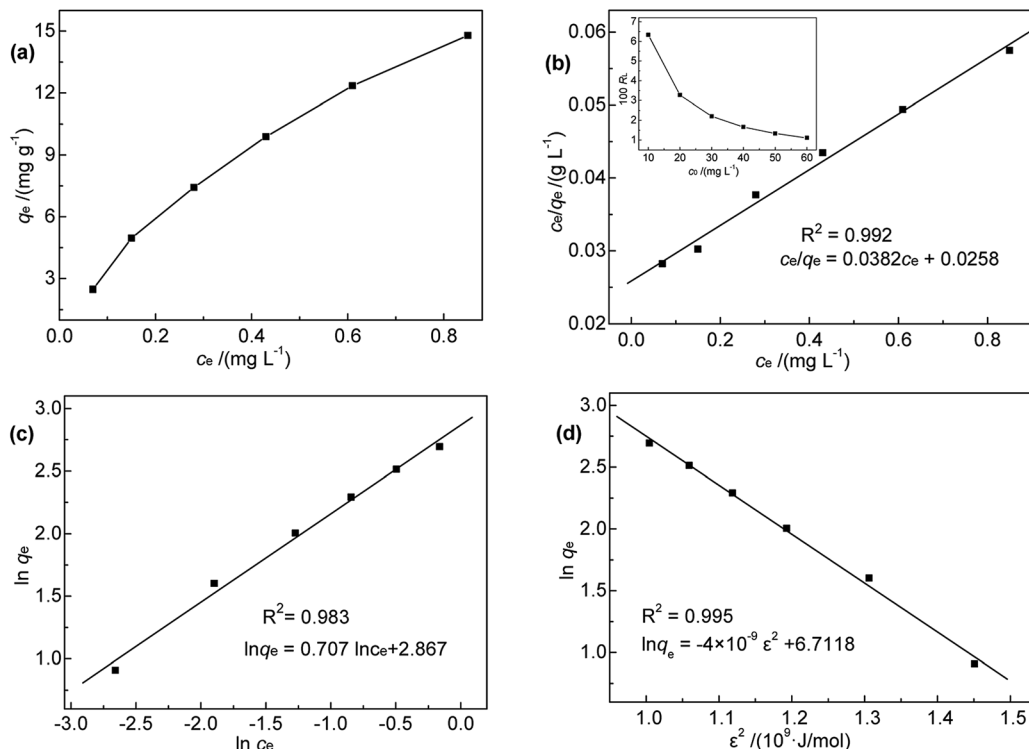 (a)
15
12
9
6
3
0.0 0.2 0.4 0.6 0.8
qe /(mg g-1)
ce /(mg L-1)
(b)
0.06
0.05
0.04
0.03
0.02
0.0 0.2 0.4 0.6 0.8
ce/qe /(g L-1)
ce /(mg L-1)
7
6
5
4
3
2
1
10 20 30 40 50 60
100 RL
c0 /(mg L-1)
R2 = 0.992
ce/qe = 0.0382ce + 0.0258
(c)
3.0
2.5
2.0
1.5
1.0
-3.0 -2.5 -2.0 -1.5 -1.0 -0.5 0.0
ln qe
ln ce
R2= 0.983
lnqe = 0.707 lnce+2.867
(d)
3.0
2.5
2.0
1.5
1.0
1.0 1.1 1.2 1.3 1.4 1.5
ln qe
ε2 /(109·J/mol)
R2 = 0.995
lnqe = -4×10-9 ε2 +6.7118